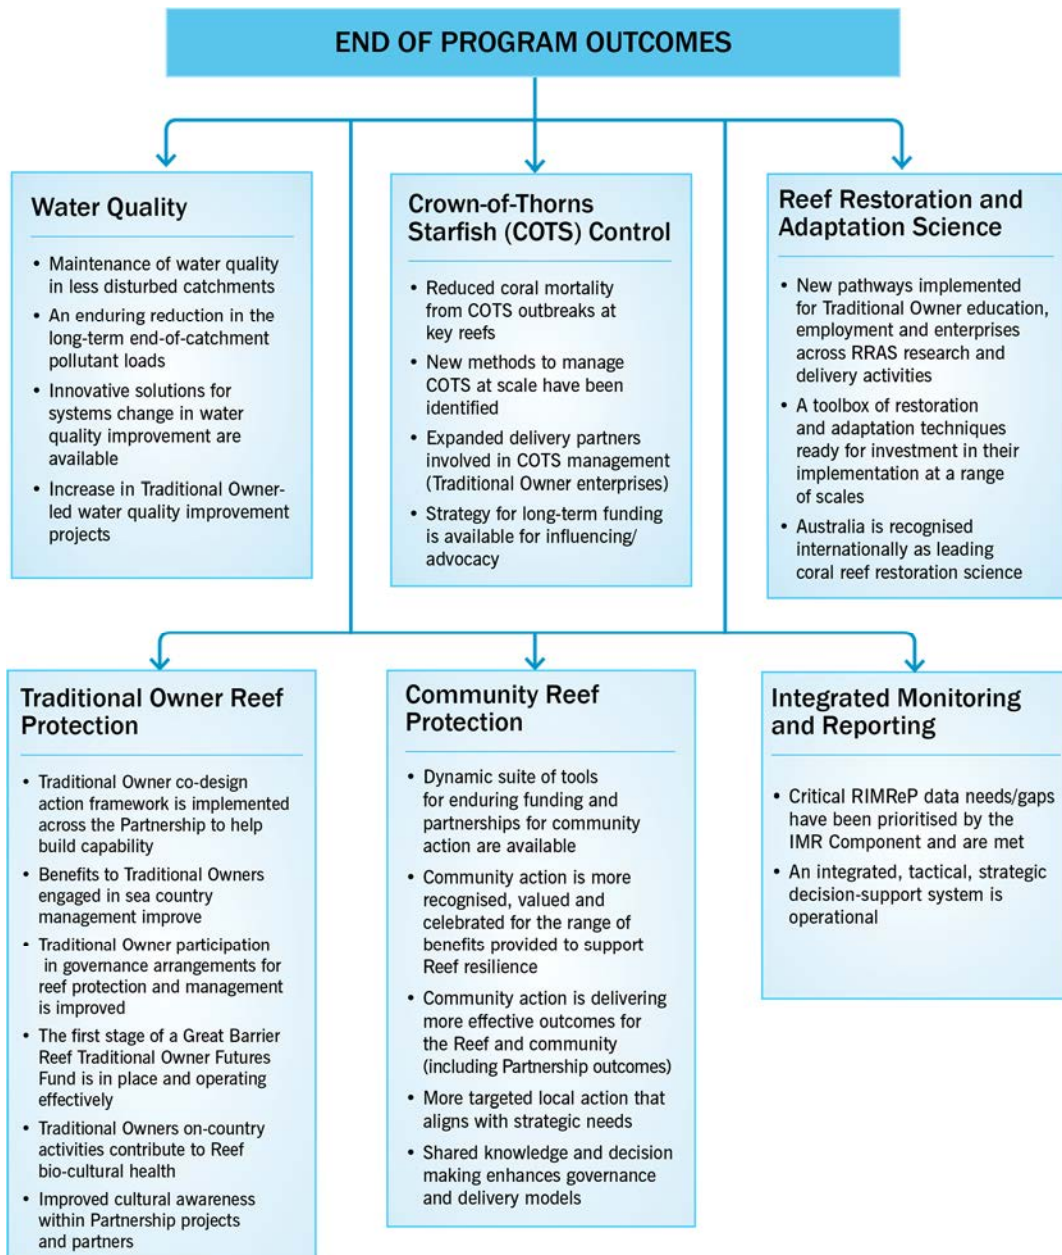 END OF PROGRAM OUTCOMES
Water Quality
• Maintenance of water quality
in less disturbed catchments
• An enduring reduction in the
long-term end-of-catchment
pollutant loads
• Innovative solutions for
systems change in water
quality improvement are
available
• Increase in Traditional Owner-
led water quality improvement
projects
Crown-of-Thorns
Starfish (COTS) Control
• Reduced coral mortality
from COTS outbreaks at
key reefs
• New methods to manage
COTS at scale have been
identified
• Expanded delivery partners
involved in COTS management
(Traditional Owner enterprises)
• Strategy for long-term funding
is available for influencing/
advocacy
Reef Restoration and
Adaptation Science
• New pathways implemented
for Traditional Owner education,
employment and enterprises
across RRAS research and
delivery activities
• A toolbox of restoration
and adaptation techniques
ready for investment in their
implementation at a range
of scales
• Australia is recognised
internationally as leading
coral reef restoration science
Traditional Owner Reef
Protection
• Traditional Owner co-design
action framework is implemented
across the Partnership to help
build capability
• Benefits to Traditional Owners
engaged in sea country
management improve
• Traditional Owner participation
in governance arrangements for
reef protection and management
is improved
• The first stage of a Great Barrier
Reef Traditional Owner Futures
Fund is in place and operating
effectively
• Traditional Owners on-country
activities contribute to Reef
bio-cultural health
• Improved cultural awareness
within Partnership projects
and partners
Community Reef
Protection
• Dynamic suite of tools
for enduring funding and
partnerships for community
action are available
• Community action is more
recognised, valued and
celebrated for the range of
benefits provided to support
Reef resilience
• Community action is delivering
more effective outcomes for
the Reef and community
(including Partnership outcomes)
• More targeted local action that
aligns with strategic needs
• Shared knowledge and decision
making enhances governance
and delivery models
Integrated Monitoring
and Reporting
• Critical RIMReP data needs/gaps
have been prioritised by the
IMR Component and are met
• An integrated, tactical, strategic
decision-support system is
operational